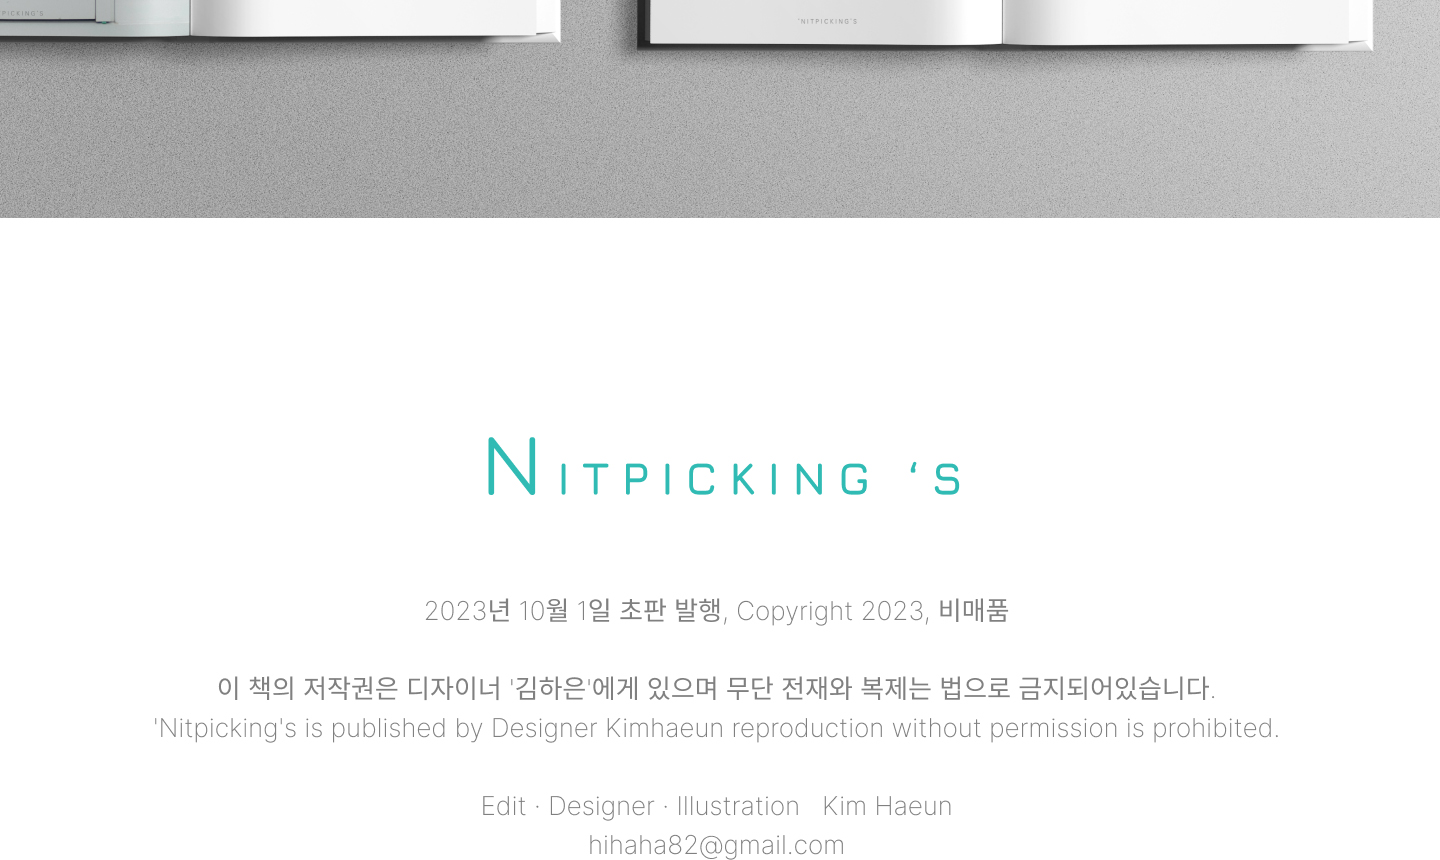 PICKING'S
'NITPICKING'S
NITPICKING ‘S
2023년 10월 1일 초판 발행, Copyright 2023, 비매품
이 책의 저작권은 디자이너 '김하은'에게 있으며 무단 전재와 복제는 법으로 금지되어있습니다.
'Nitpicking's is published by Designer Kimhaeun reproduction without permission is prohibited.
Edit · Designer · Illustration Kim Haeun
hihaha82@gmail.com